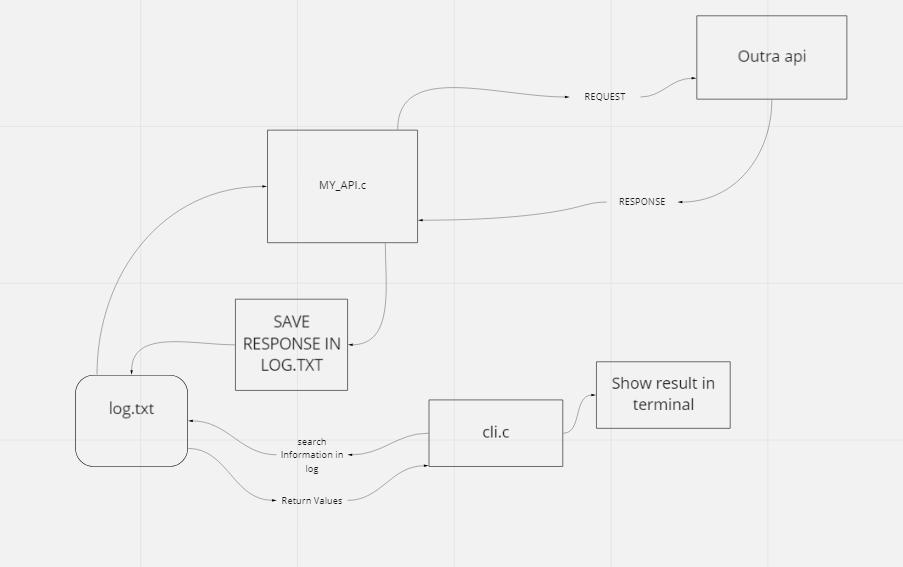 Outra api
REQUEST
MY_API.c
RESPONSE
SAVE
RESPONSE IN
LOG.TXT
log.txt
Show result in
terminal
cli.c
search
Information in
log
Return Values